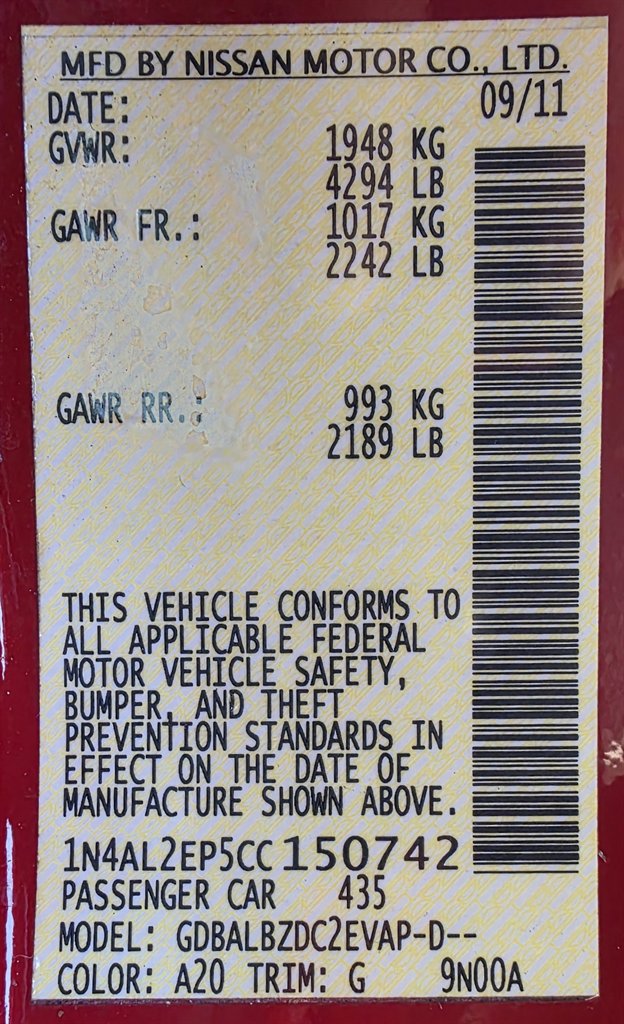 MFD BY NISSAN MOTOR CO., LTD.
DATE: 09/11
GVWR: 1948 KG
4294 LB
GAWR FR.: 1017 KG
2242 LB
GAWR RR.: 993 KG
2189 LB
THIS VEHICLE CONFORMS TO
ALL APPLICABLE FEDERAL
MOTOR VEHICLE SAFETY,
BUMPER, AND THEFT
PREVENTION STANDARDS IN
EFFECT ON THE DATE OF
MANUFACTURE SHOWN ABOVE.
1N4AL2EP5CC150742
PASSENGER CAR 435
MODEL: GDBALBZDC2EVAP-D--
COLOR: A20 TRIM: G 9N00A